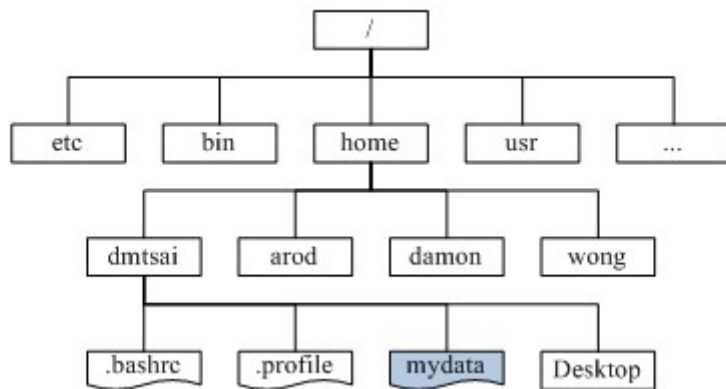 /
etc bin home usr ...
dmtsai arod damon wong
.bashrc .profile mydata Desktop